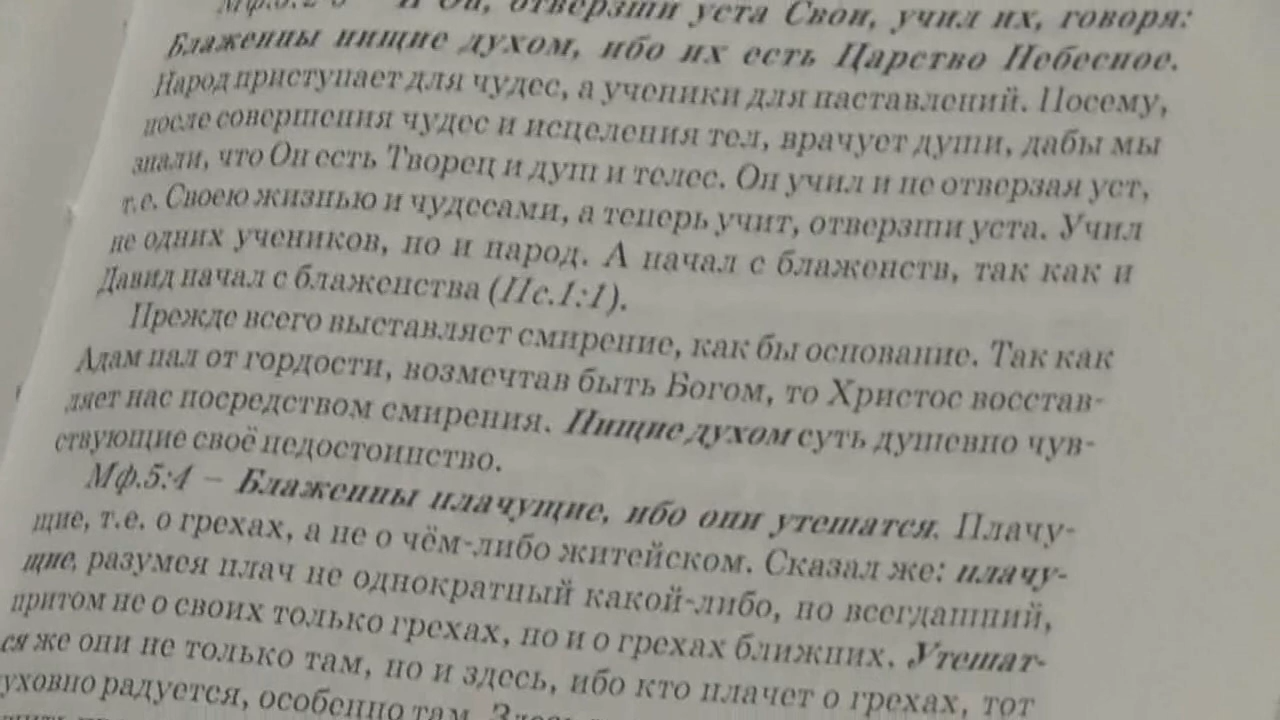 Мф.5:2-3 – И Он, отверзши уста Свои, учил их, говоря:
Блаженны нищие духом, ибо их есть Царство Небесное.
Народ приступает для чудес, а ученики для наставлений. Посему,
после совершения чудес и исцеления тел, врачует души, дабы мы
знали, что Он есть Творец и душ и телес. Он учил и не отверзая уст,
т.е. Своею жизнью и чудесами, а теперь учит, отверзши уста. Учил
не одних учеников, но и народ. А начал с блаженств, так как и
Давид начал с блаженства (Пс.1:1).
Прежде всего выставляет смирение, как бы основание. Так как
Адам пал от гордости, возмечтав быть Богом, то Христос восстав-
ляет нас посредством смирения. Нищие духом суть душевно чув-
ствующие своё недостоинство.
Мф.5:4 – Блаженны плачущие, ибо они утешатся. Плачу-
щие, т.е. о грехах, а не о чём-либо житейском. Сказал же: плачу-
щие, разумея плач не однократный какой-либо, но всегдашний,
притом не о своих только грехах, но и о грехах ближних. Утешат-
ся же они не только там, но и здесь, ибо кто плачет о грехах, тот
уховно радуется, особенно там.